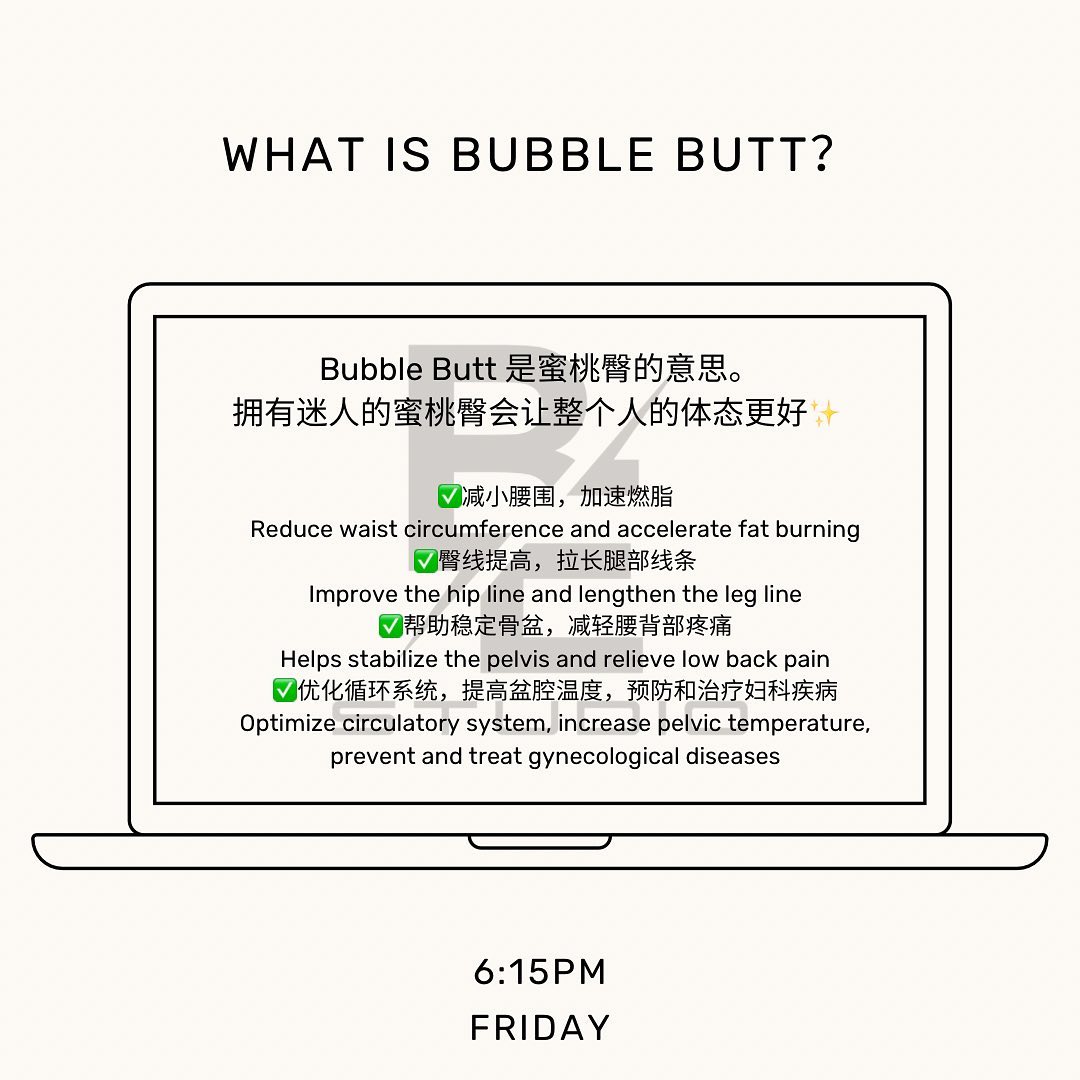 WHAT IS BUBBLE BUTT?
Bubble Butt 是蜜桃臀的意思。
拥有迷人的蜜桃臀会让整个人的体态更好✨
✅减小腰围，加速燃脂
Reduce waist circumference and accelerate fat burning
✅臀线提高，拉长腿部线条
Improve the hip line and lengthen the leg line
✅帮助稳定骨盆，减轻腰背部疼痛
Helps stabilize the pelvis and relieve low back pain
✅优化循环系统，提高盆腔温度，预防和治疗妇科疾病
Optimize circulatory system, increase pelvic temperature,
prevent and treat gynecological diseases
STUDIO
6:15PM
FRIDAY